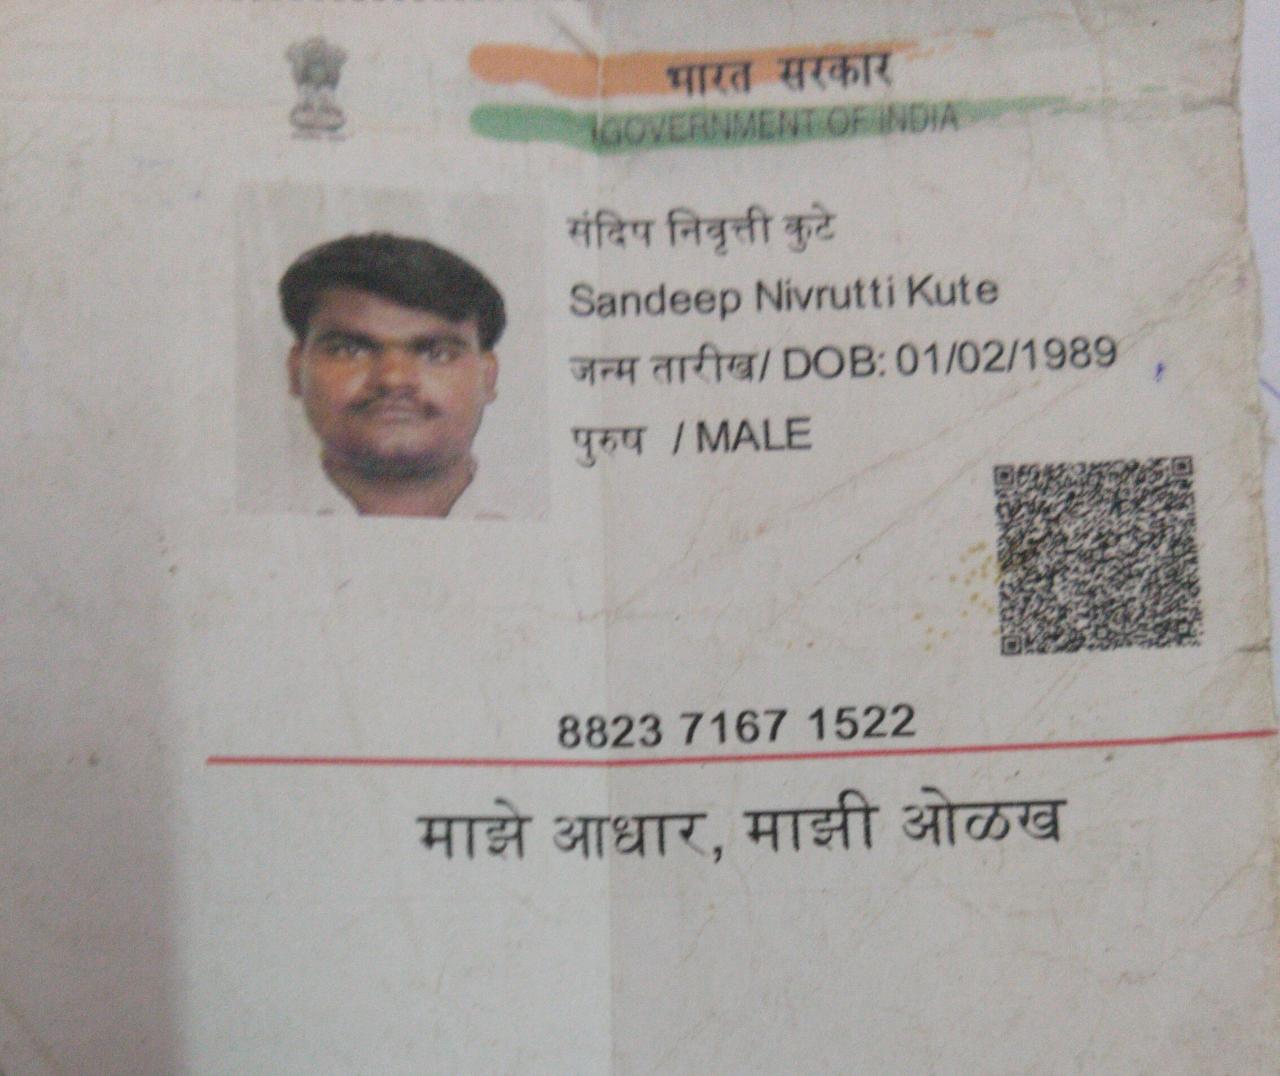 भारत सरकार
GOVERNMENT OF INDIA
संदिप निवृत्ती कुटे
Sandeep Nivrutti Kute
जन्म तारीख/ DOB: 01/02/1989
पुरुष / MALE
8823 7167 1522
माझे आधार, माझी ओळख